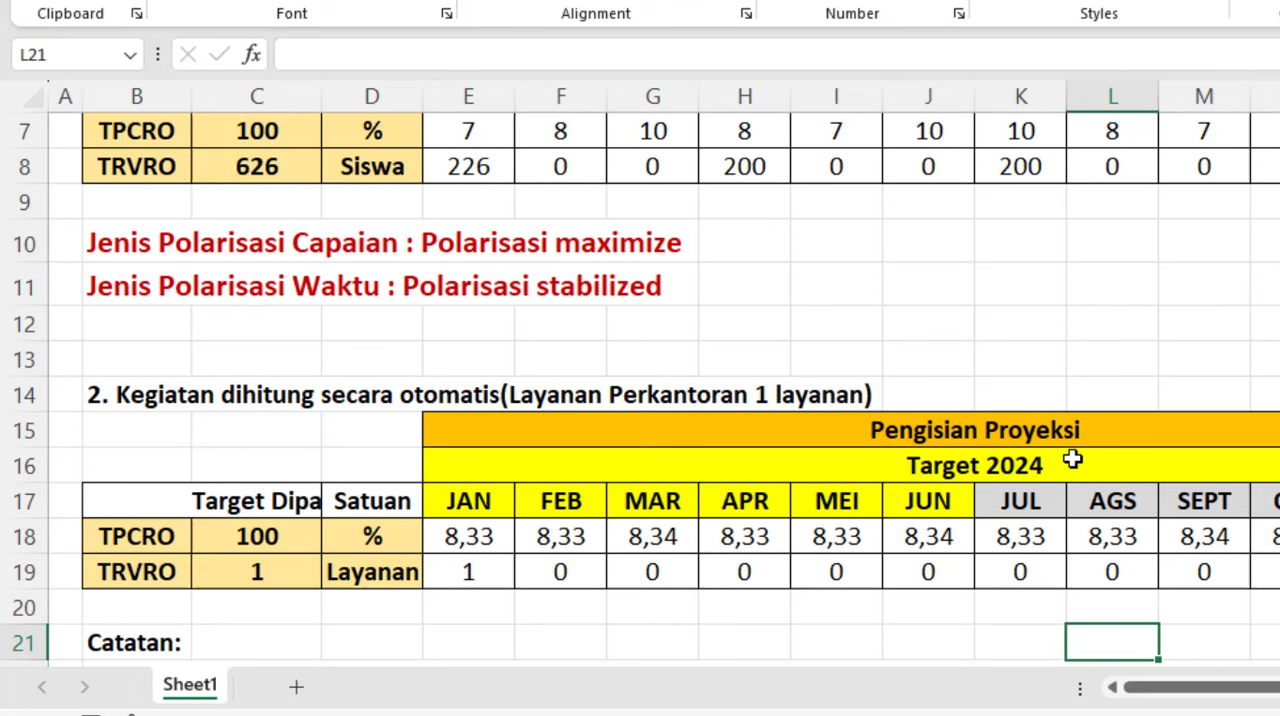 Clipboard Font Alignment Number Styles
L21 fx
A B C D E F G H I J K L M
7 TPCRO 100 % 7 8 10 8 7 10 10 8 7
8 TRVRO 626 Siswa 226 0 0 200 0 0 200 0 0
9
10 Jenis Polarisasi Capaian : Polarisasi maximize
11 Jenis Polarisasi Waktu : Polarisasi stabilized
12
13
14 2. Kegiatan dihitung secara otomatis(Layanan Perkantoran 1 layanan)
15 Pengisian Proyeksi
16 Target 2024
17 Target Dipa Satuan JAN FEB MAR APR MEI JUN JUL AGS SEPT
18 TPCRO 100 % 8,33 8,33 8,34 8,33 8,33 8,34 8,33 8,33 8,34
19 TRVRO 1 Layanan 1 0 0 0 0 0 0 0 0
20
21 Catatan:
Sheet1